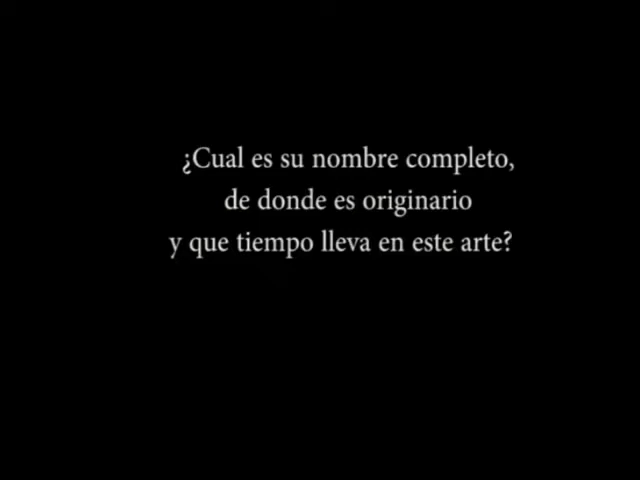 ¿Cual es su nombre completo,
de donde es originario
y que tiempo lleva en este arte?